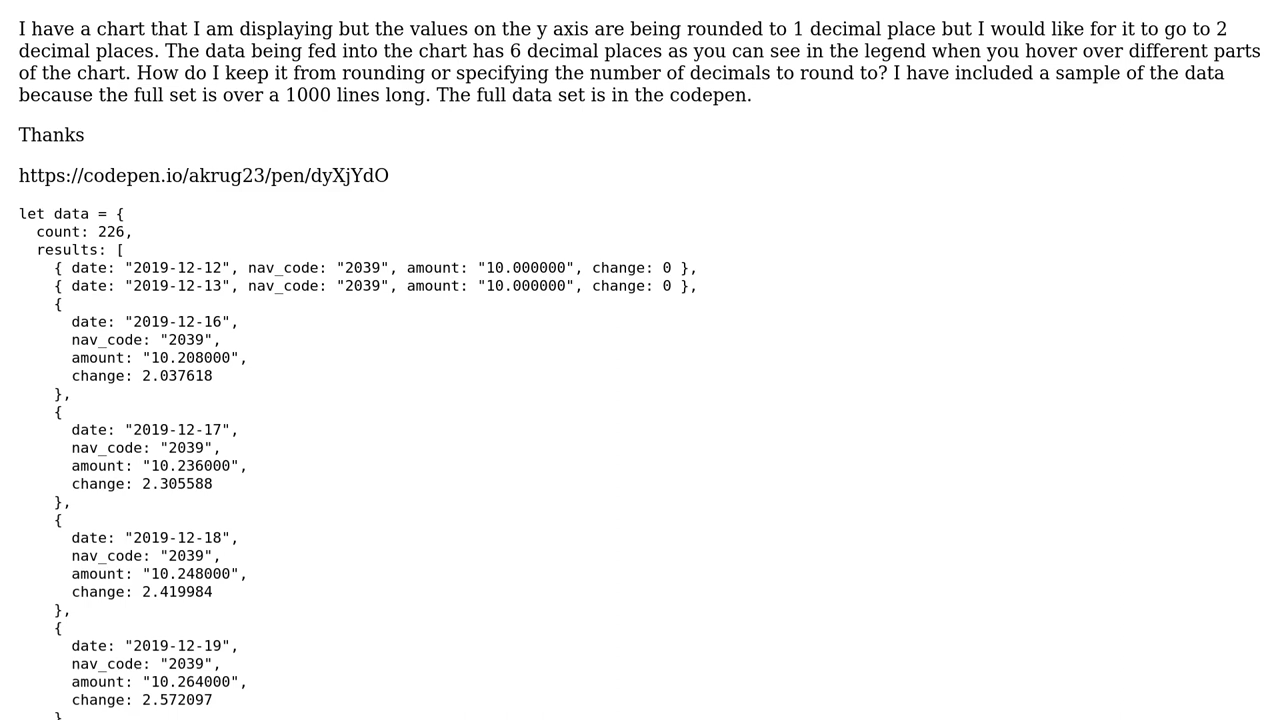 I have a chart that I am displaying but the values on the y axis are being rounded to 1 decimal place but I would like for it to go to 2
decimal places. The data being fed into the chart has 6 decimal places as you can see in the legend when you hover over different parts
of the chart. How do I keep it from rounding or specifying the number of decimals to round to? I have included a sample of the data
because the full set is over a 1000 lines long. The full data set is in the codepen.
Thanks
https://codepen.io/akrug23/pen/dyXjYdO
let data = {
  count: 226,
  results: [
    { date: "2019-12-12", nav_code: "2039", amount: "10.000000", change: 0 },
    { date: "2019-12-13", nav_code: "2039", amount: "10.000000", change: 0 },
    {
      date: "2019-12-16",
      nav_code: "2039",
      amount: "10.208000",
      change: 2.037618
    },
    {
      date: "2019-12-17",
      nav_code: "2039",
      amount: "10.236000",
      change: 2.305588
    },
    {
      date: "2019-12-18",
      nav_code: "2039",
      amount: "10.248000",
      change: 2.419984
    },
    {
      date: "2019-12-19",
      nav_code: "2039",
      amount: "10.264000",
      change: 2.572097
    }